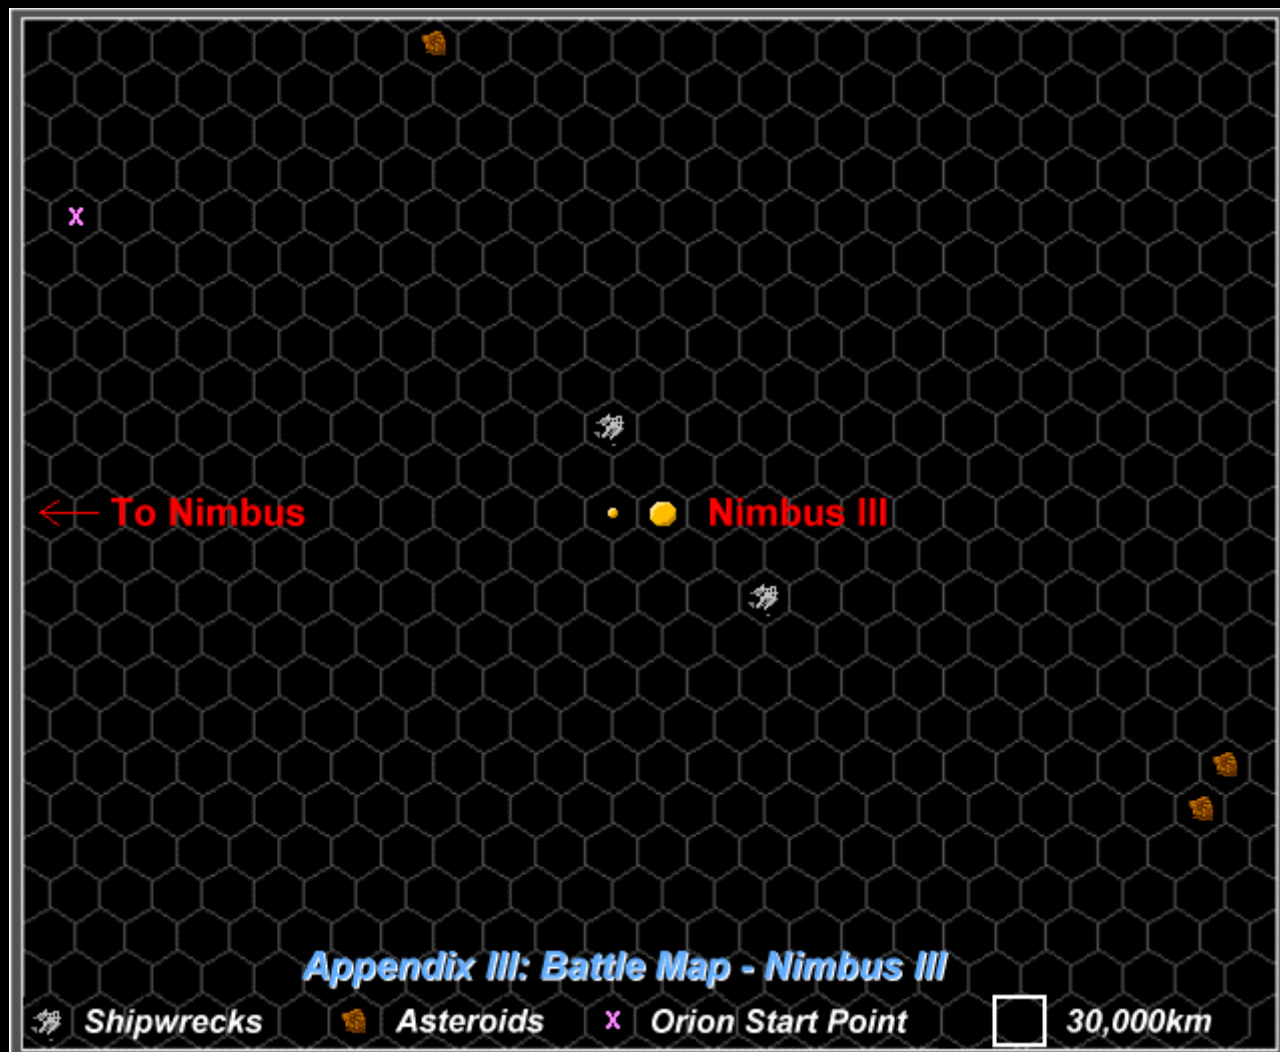 X
To Nimbus
Nimbus III
Appendix III: Battle Map - Nimbus III
Shipwrecks Asteroids X Orion Start Point 30,000km